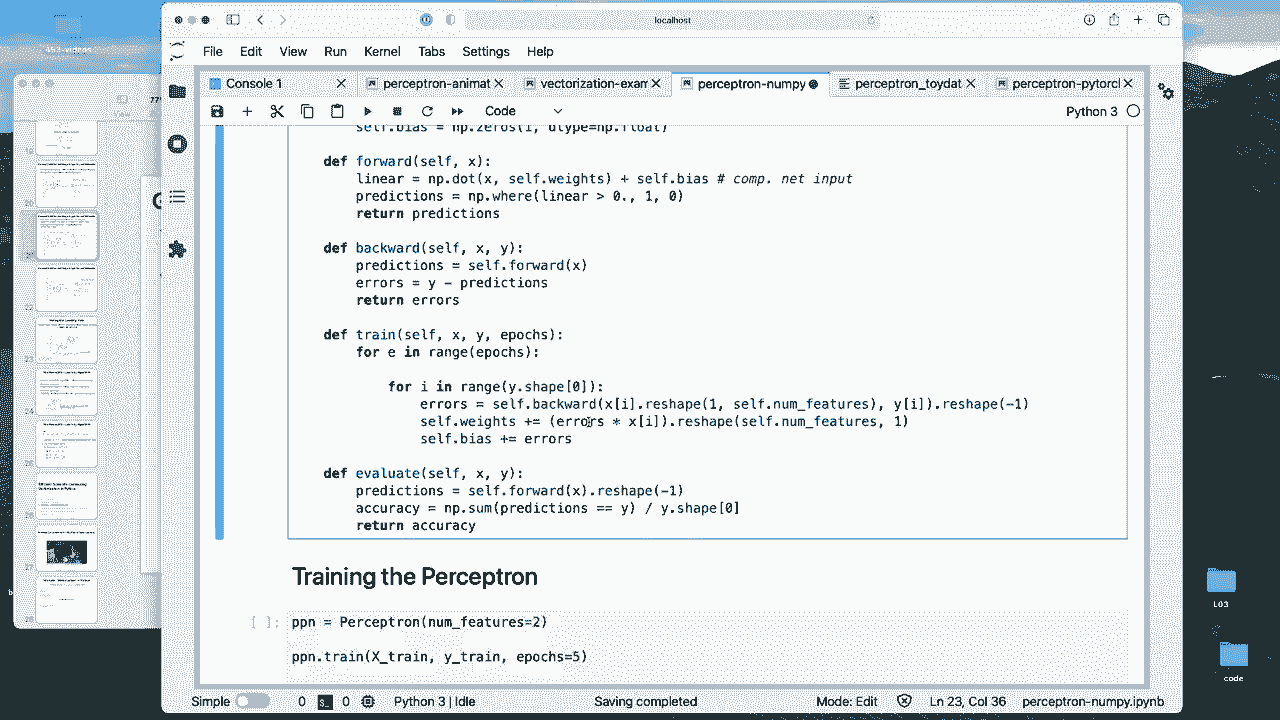 453-videos
localhost
File Edit View Run Kernel Tabs Settings Help
Console 1 perceptron-animat vectorization-exam perceptron-numpy perceptron_toydat perceptron-pytorcl
Code Python 3
self.bias = np.zeros(1, dtype=np.float)
def forward(self, x):
linear = np.dot(x, self.weights) + self.bias # comp. net input
predictions = np.where(linear > 0., 1, 0)
return predictions
def backward(self, x, y):
predictions = self.forward(x)
errors = y - predictions
return errors
def train(self, x, y, epochs):
for e in range(epochs):
for i in range(y.shape[0]):
errors = self.backward(x[i].reshape(1, self.num_features), y[i]).reshape(-1)
self.weights += (errors * x[i]).reshape(self.num_features, 1)
self.bias += errors
def evaluate(self, x, y):
predictions = self.forward(x).reshape(-1)
accuracy = np.sum(predictions == y) / y.shape[0]
return accuracy
Training the Perceptron
[ ]: ppn = Perceptron(num_features=2)
ppn.train(X_train, y_train, epochs=5)
L03
code
Simple 0 0 Python 3 | Idle Saving completed Mode: Edit Ln 23, Col 36 perceptron-numpy.ipynb